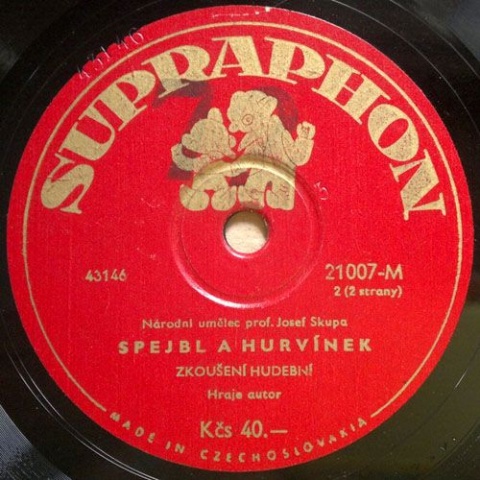 43146
SUPRAPHON
43146
21007-M
2 (2 strany)
Národní umělec prof. Josef Skupa
SPEJBL A HURVÍNEK
ZKOUŠENÍ HUDEBNÍ
Hraje autor
Kčs 40.—
MADE IN CZECHOSLOVAKIA